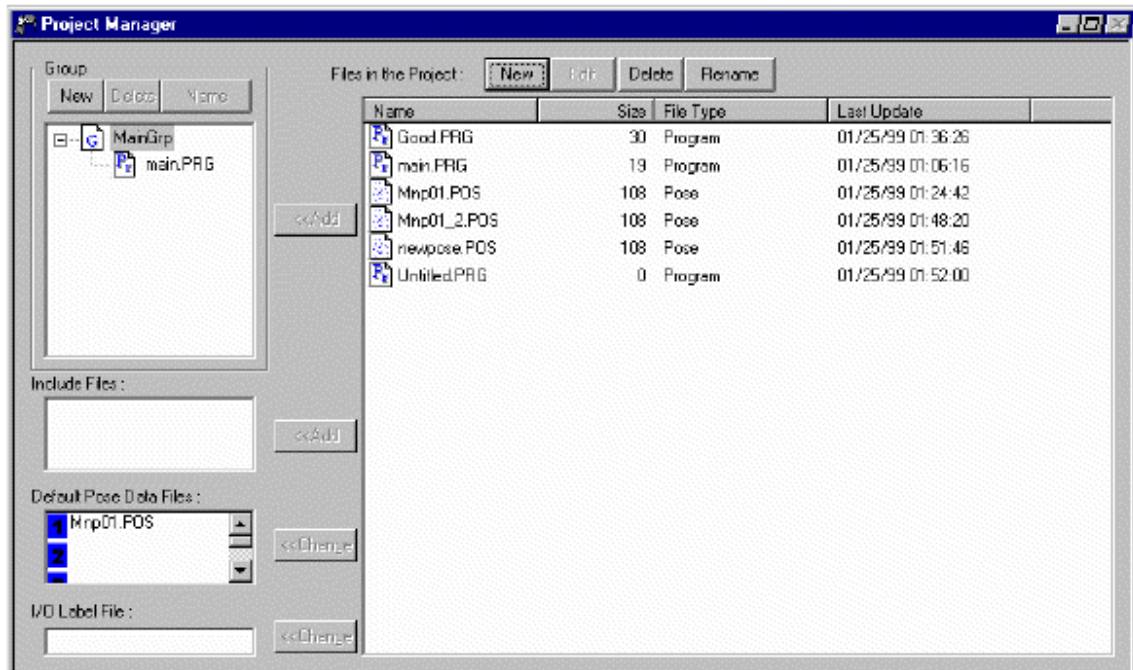 Project Manager
Group
New Delete Name
MainGrp
main.PRG
Files in the Project : New Edit Delete Rename
Name Size File Type Last Update
Good.PRG 30 Program 01/25/99 01:36:26
main.PRG 19 Program 01/25/99 01:06:16
Mnp01.POS 108 Pose 01/25/99 01:24:42
Mnp01_2.POS 108 Pose 01/25/99 01:48:20
newpose.POS 108 Pose 01/25/99 01:51:46
Untitled.PRG 0 Program 01/25/99 01:52:00
<<Add
Include Files :
<<Add
Default Pose Data Files :
1 Mnp01.POS
2
<<Change
I/O Label File :
<<Change